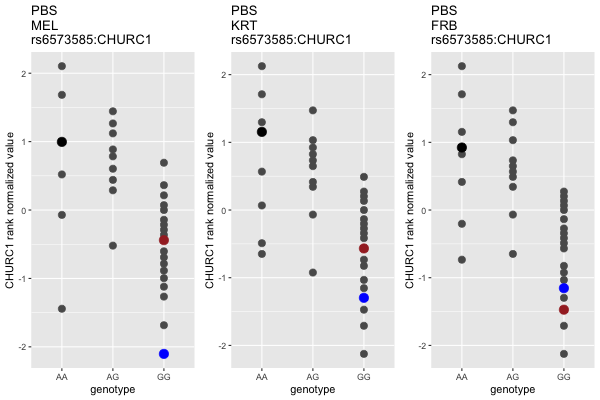 PBS
MEL
rs6573585:CHURC1
CHURC1 rank normalized value
2
1
0
-1
-2
AA
AG
GG
genotype
PBS
KRT
rs6573585:CHURC1
CHURC1 rank normalized value
2
1
0
-1
-2
AA
AG
GG
genotype
PBS
FRB
rs6573585:CHURC1
CHURC1 rank normalized value
2
1
0
-1
-2
AA
AG
GG
genotype